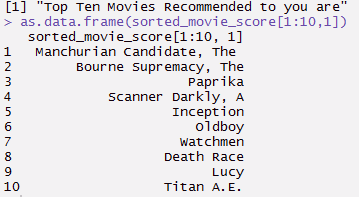 [1] "Top Ten Movies Recommended to you are"
> as.data.frame(sorted_movie_score[1:10,1])
sorted_movie_score[1:10, 1]
1 Manchurian Candidate, The
2 Bourne Supremacy, The
3 Paprika
4 Scanner Darkly, A
5 Inception
6 Oldboy
7 Watchmen
8 Death Race
9 Lucy
10 Titan A.E.